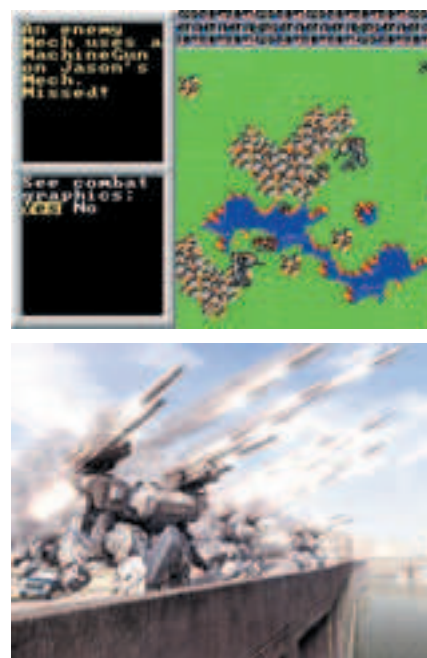 An enemy
Mech uses a
MachineGun
on Jason's
Mech.
Missed!
See combat
graphics:
Yes No